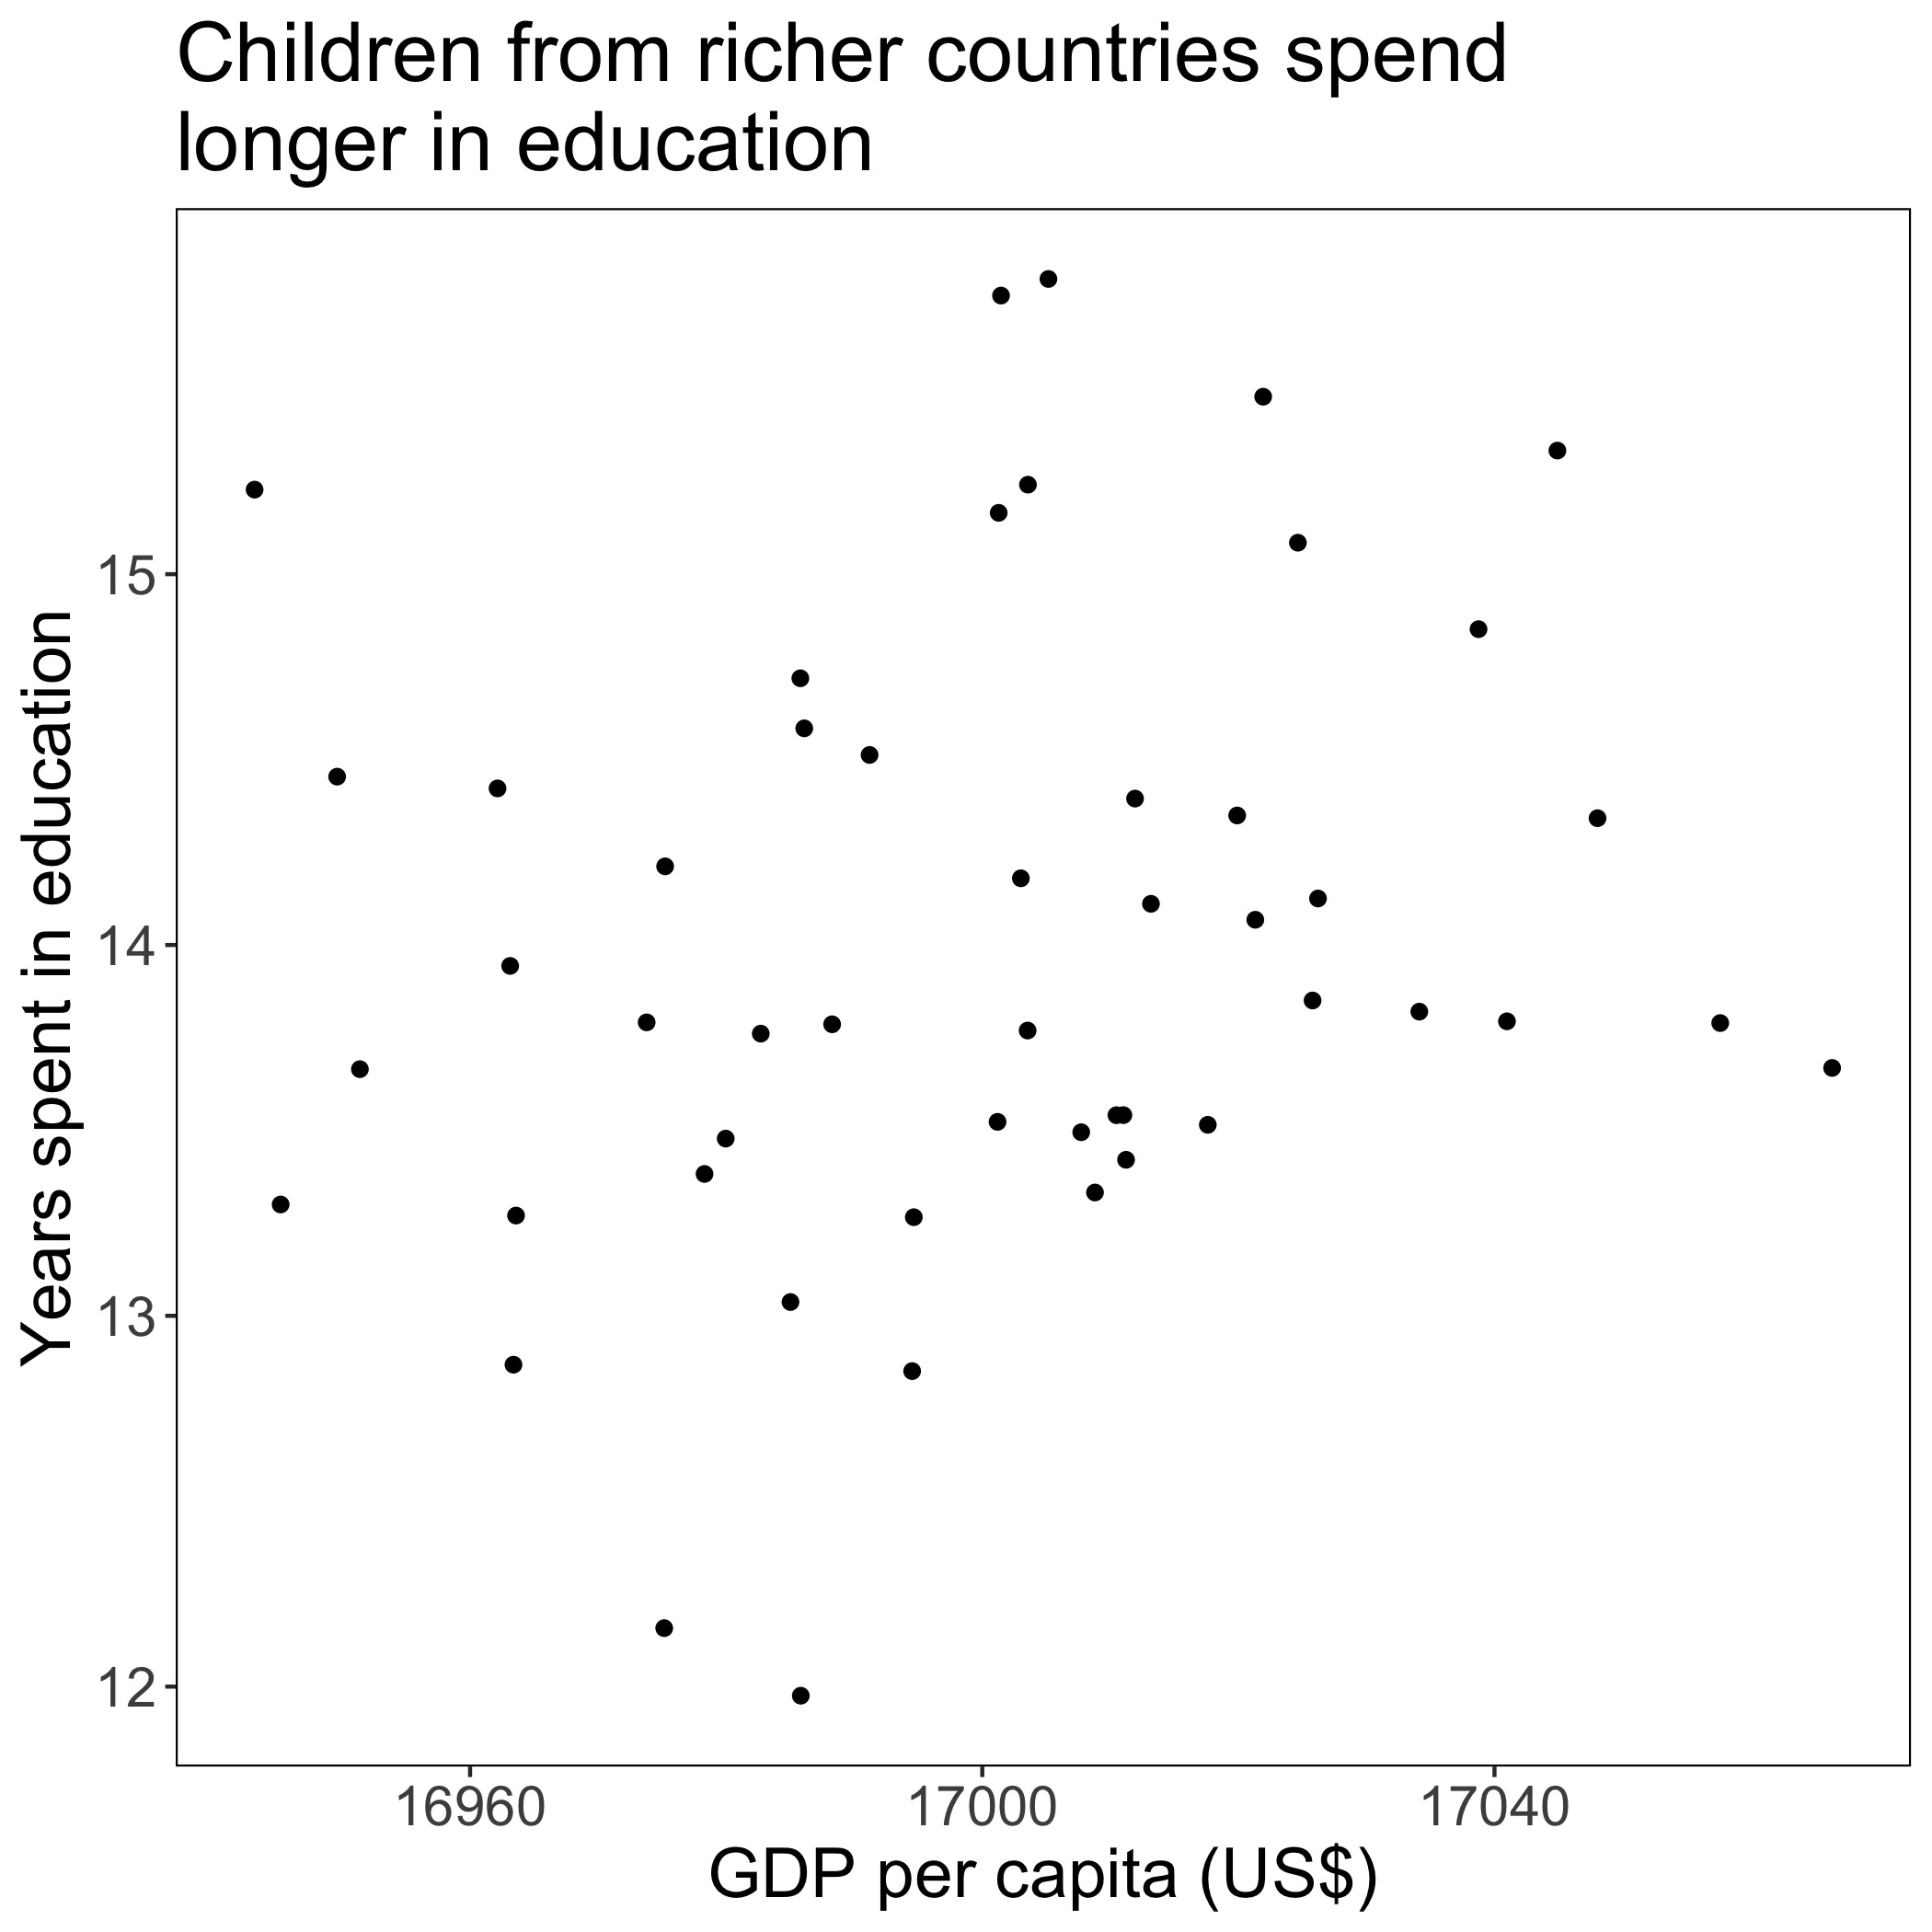 Children from richer countries spend
longer in education
Years spent in education
15
14
13
12
16960
17000
17040
GDP per capita (US$)